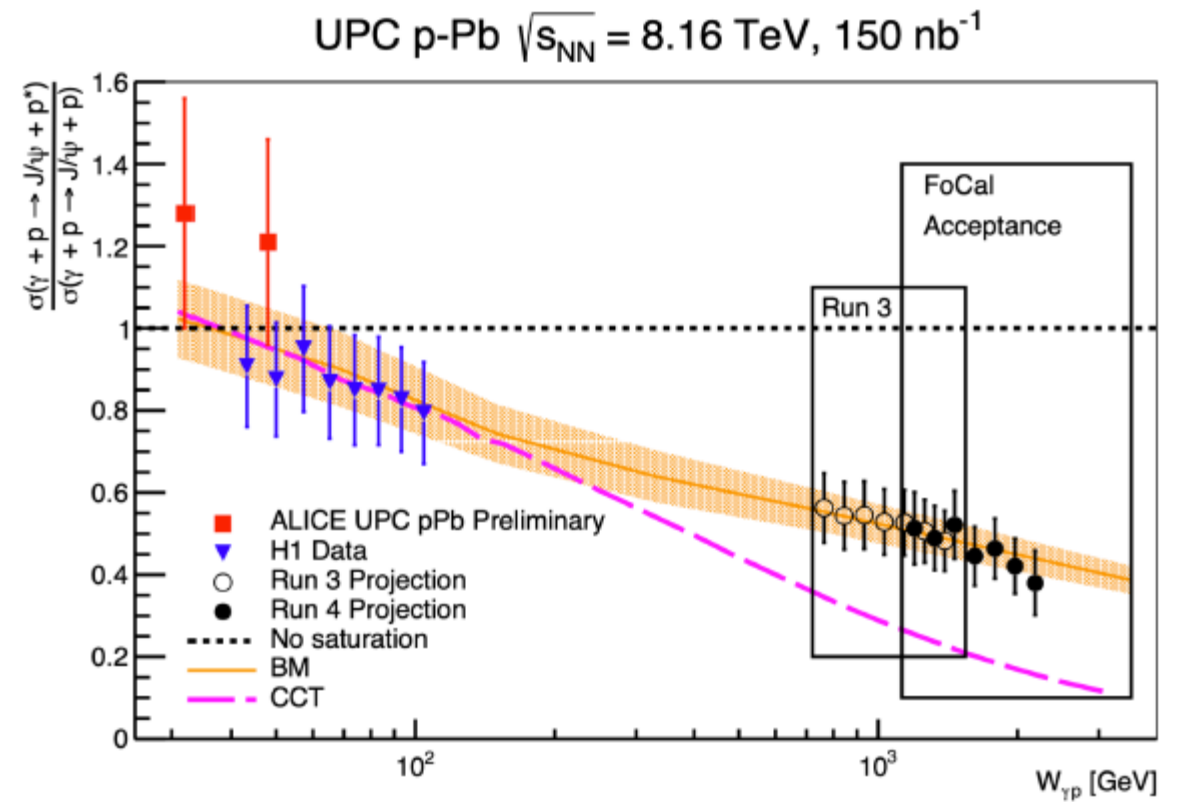 UPC p-Pb √s_NN = 8.16 TeV, 150 nb⁻¹
σ(γ + p → J/ψ + p*)
σ(γ + p → J/ψ + p)
1.6
1.4
1.2
1
0.8
0.6
0.4
0.2
0
FoCal
Acceptance
Run 3
ALICE UPC pPb Preliminary
H1 Data
Run 3 Projection
Run 4 Projection
No saturation
BM
CCT
10²
10³
W_γp [GeV]